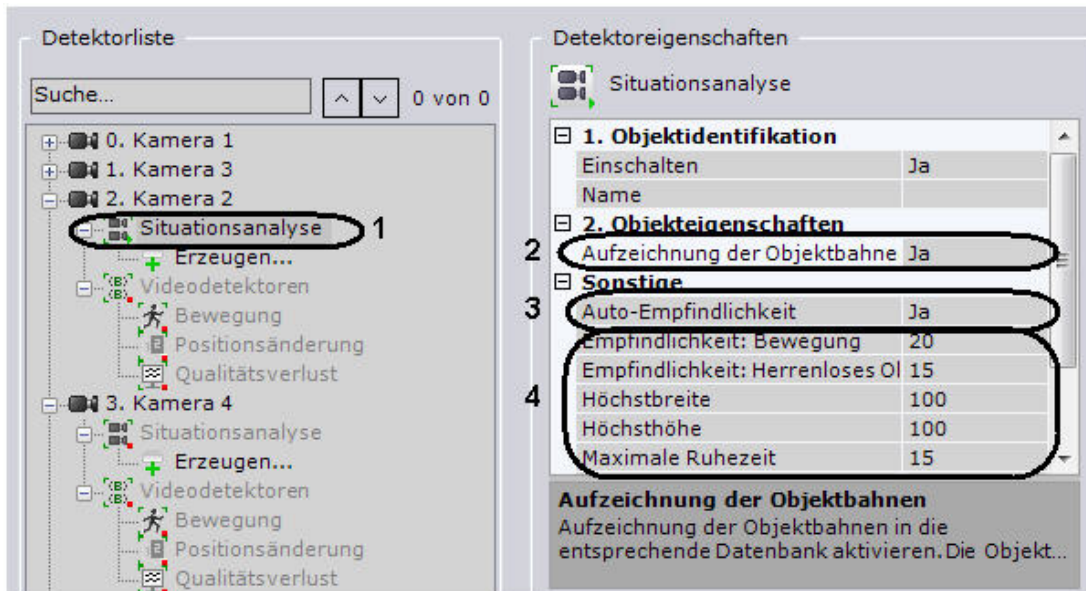 Detektorliste
Suche...
0 von 0
0. Kamera 1
1. Kamera 3
2. Kamera 2
Situationsanalyse 1
Erzeugen...
Videodetektoren
Bewegung
Positionsänderung
Qualitätsverlust
3. Kamera 4
Situationsanalyse
Erzeugen...
Videodetektoren
Bewegung
Positionsänderung
Qualitätsverlust
Detektoreigenschaften
Situationsanalyse
1. Objektidentifikation
Einschalten Ja
Name
2. Objekteigenschaften
2 Aufzeichnung der Objektbahne Ja
Sonstige
3 Auto-Empfindlichkeit Ja
Empfindlichkeit: Bewegung 20
Empfindlichkeit: Herrenloses Ol 15
4 Höchstbreite 100
Höchsthöhe 100
Maximale Ruhezeit 15
Aufzeichnung der Objektbahnen
Aufzeichnung der Objektbahnen in die
entsprechende Datenbank aktivieren. Die Objekt...